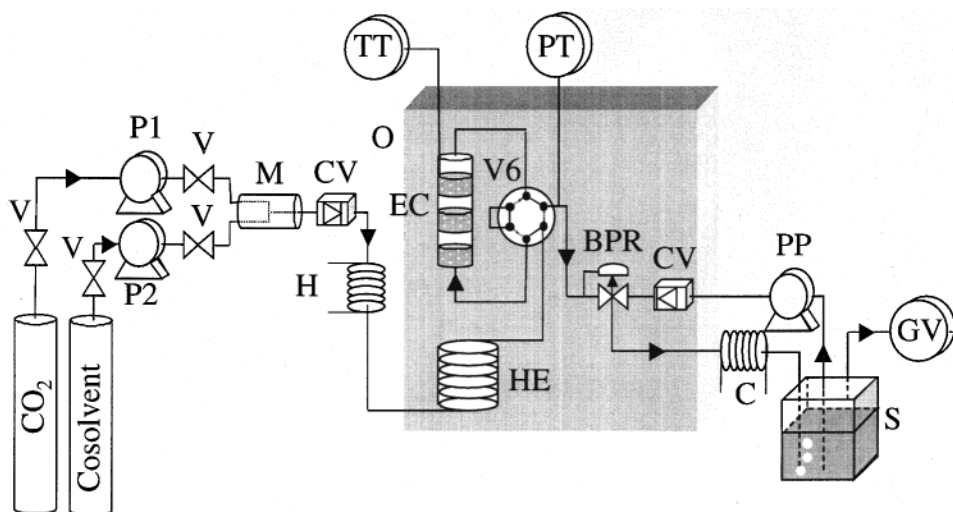 TT
PT
P1
V
O
M
CV
V6
V
V
EC
BPR
CV
PP
V
P2
H
GV
HE
C
S
CO₂
Cosolvent